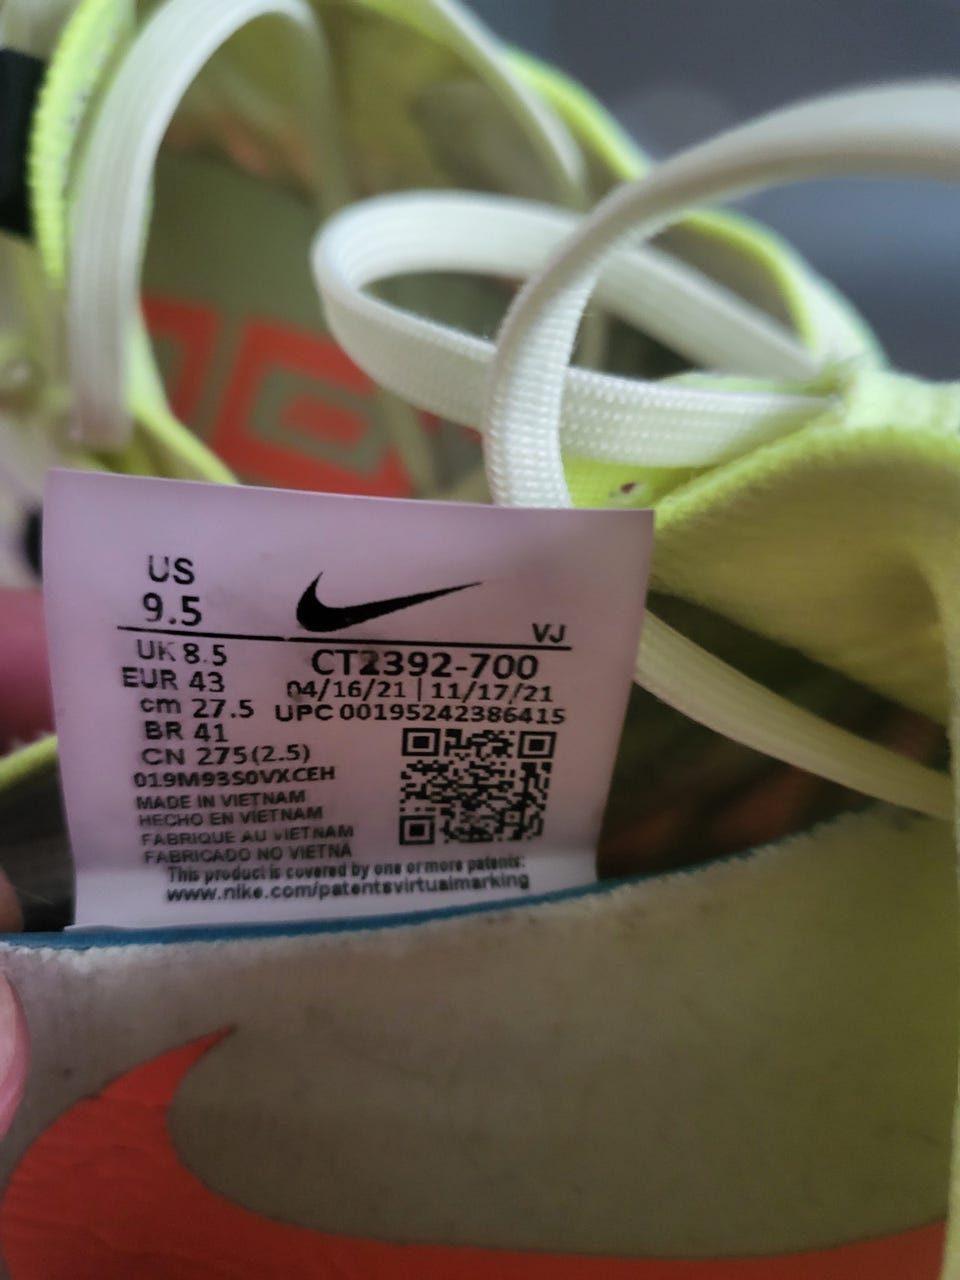 US
9.5
VJ
UK 8.5
CT2392-700
EUR 43
04/16/21 | 11/17/21
cm 27.5
UPC 00195242386415
BR 41
CN 275(2.5)
019M93S0VXCEH
MADE IN VIETNAM
HECHO EN VIETNAM
FABRIQUE AU VIETNAM
FABRICADO NO VIETNÃ
This product is covered by one or more patents:
www.nike.com/patentsvirtualmarking